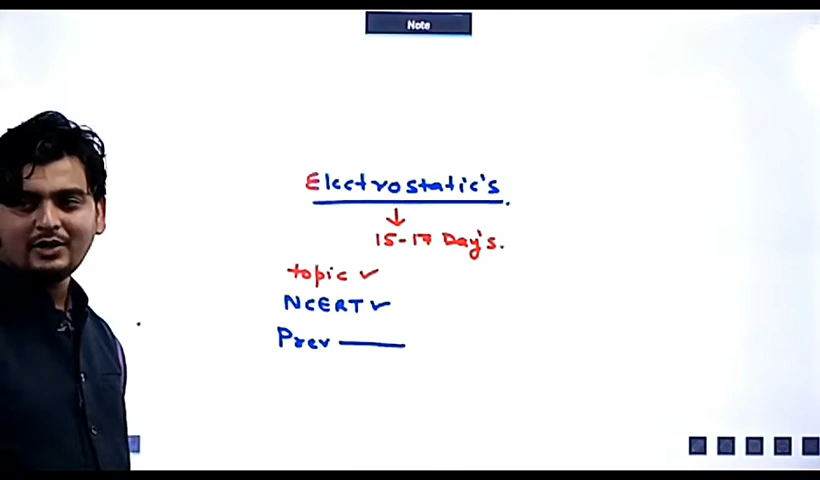 Note
Electrostatic's.
15-17 Day's.
topic ✓
NCERT ✓
Prev